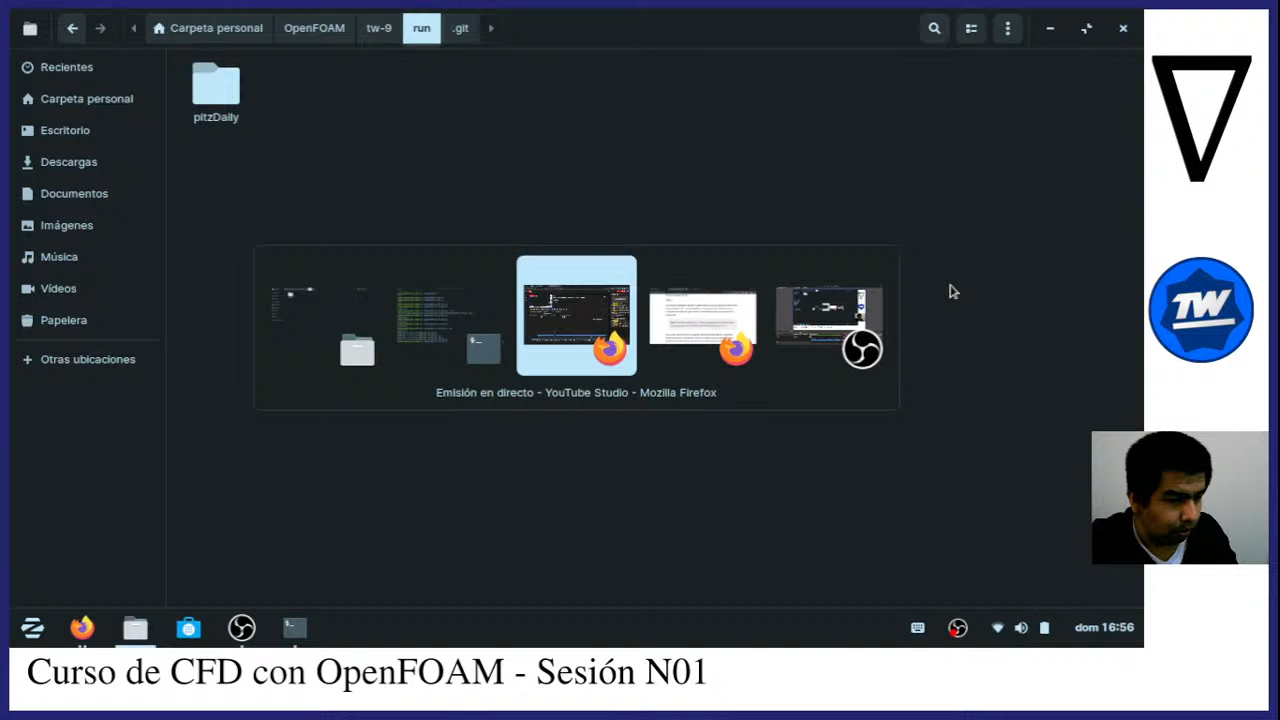 Carpeta personal
OpenFOAM
tw-9
run
.git
Recientes
Carpeta personal
Escritorio
Descargas
Documentos
Imágenes
Música
Vídeos
Papelera
Otras ubicaciones
pitzDaily
Emisión en directo - YouTube Studio - Mozilla Firefox
TW
dom 16:56
Curso de CFD con OpenFOAM - Sesión N01